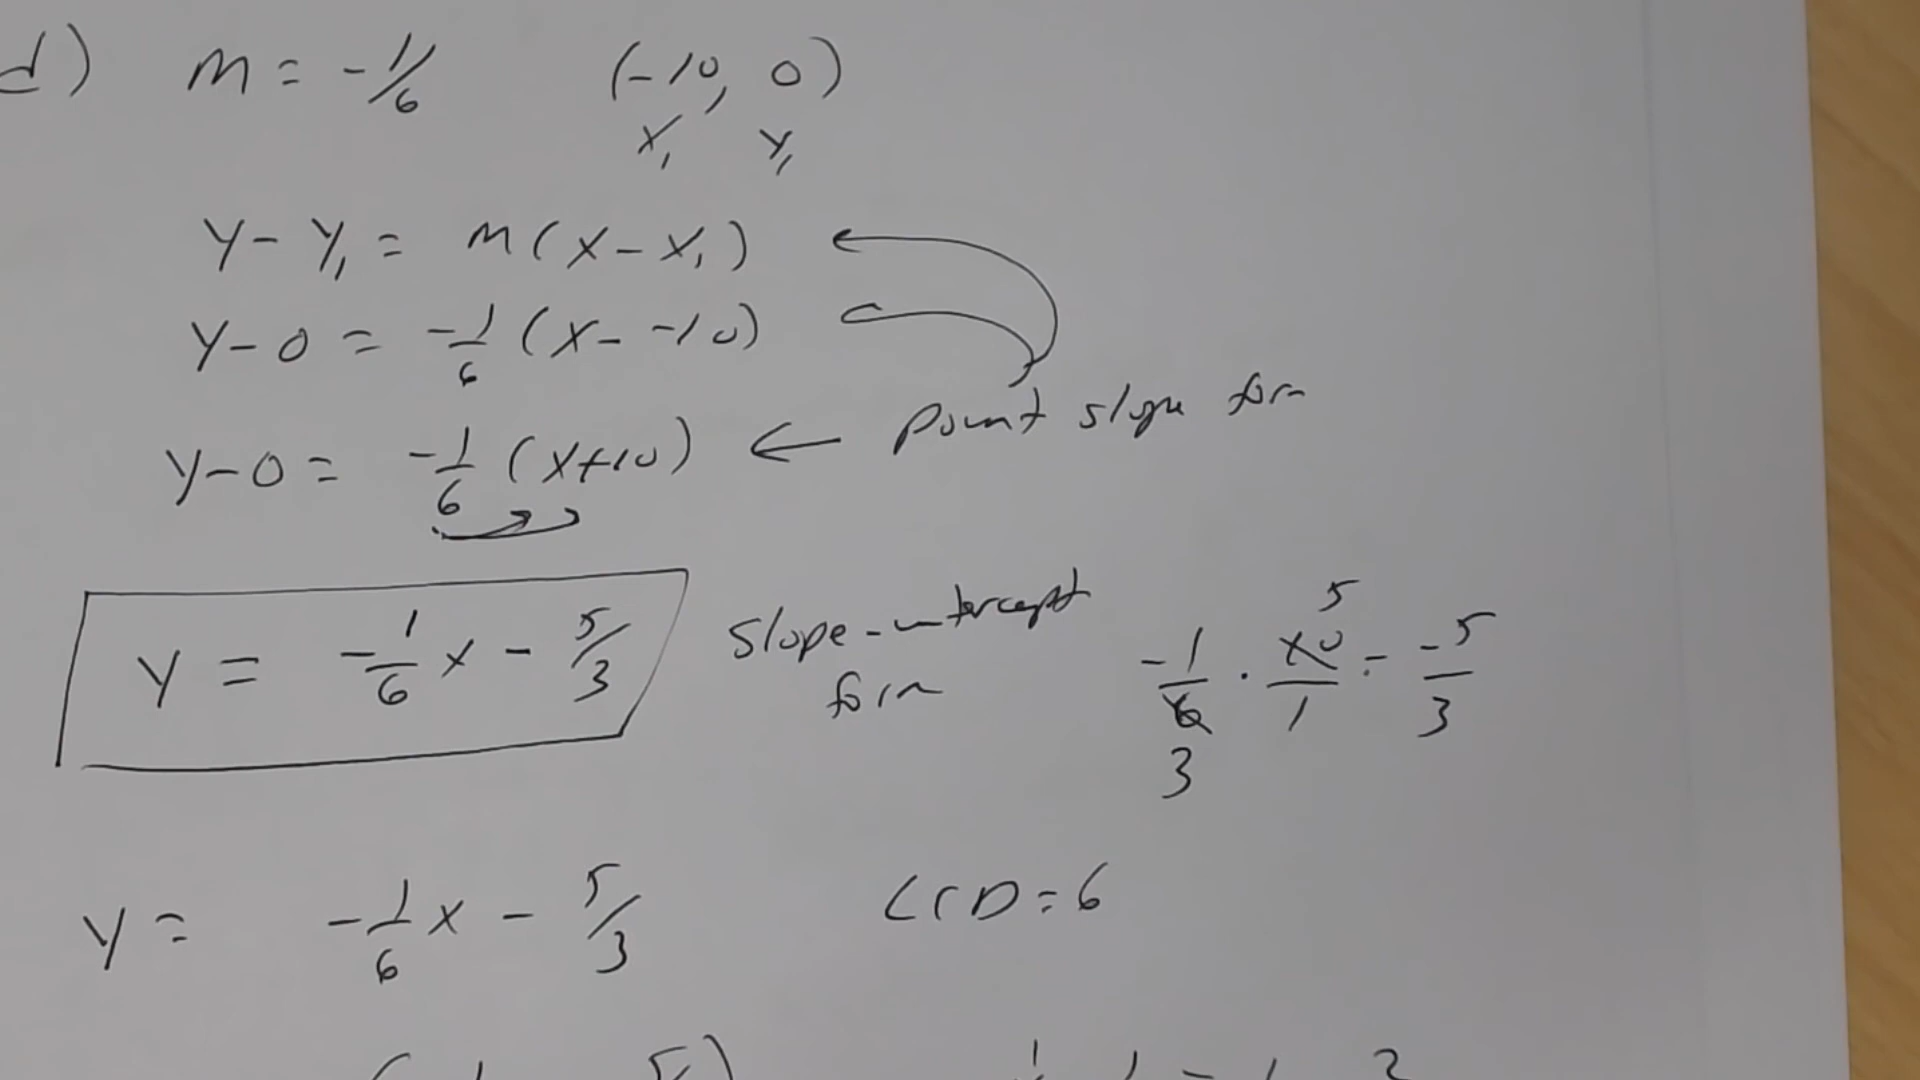 d) m = -1/6 (-10, 0)
x₁ y₁
y - y₁ = m(x - x₁)
y - 0 = -1/6 (x - -10)
y - 0 = -1/6 (x+10) ← point slope form
y = -1/6 x - 5/3 slope-intercept form
-1/6 · 10/1 = -5/3
5
3
y = -1/6 x - 5/3 LCD = 6